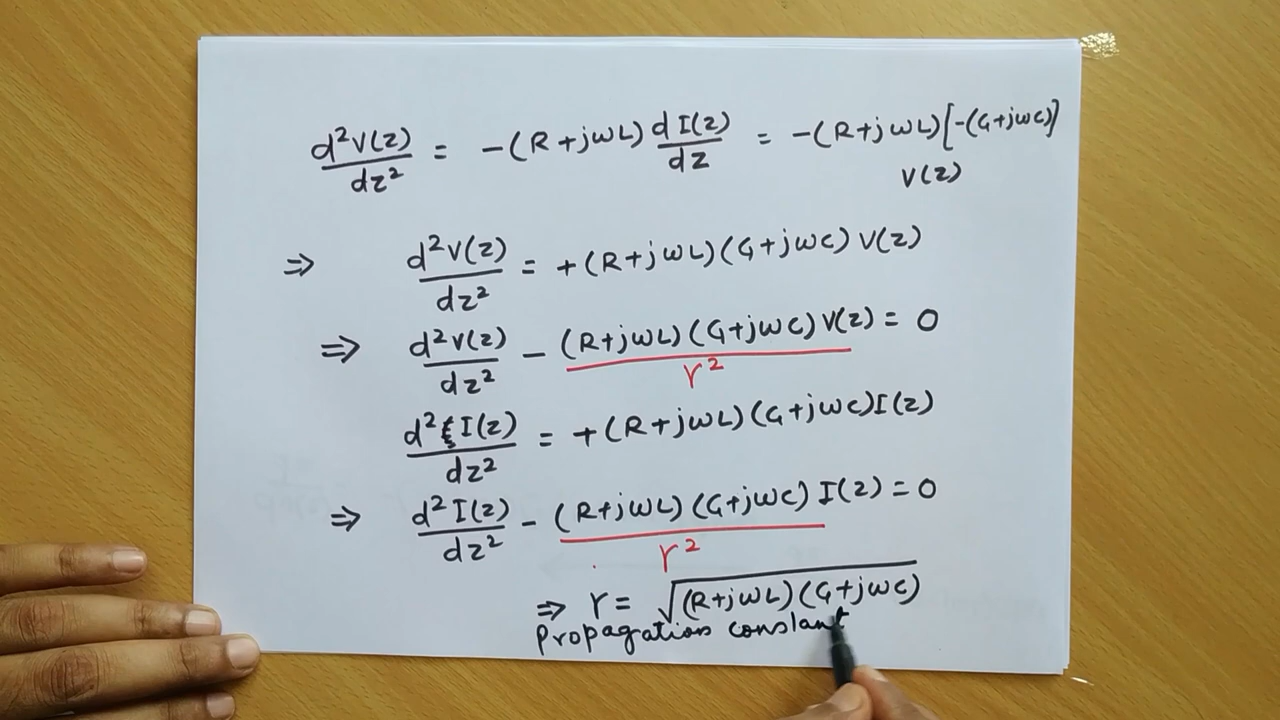 d²V(z)/dz² = -(R+jωL) dI(z)/dz = -(R+jωL)[-(G+jωC)]
V(z)
⇒ d²V(z)/dz² = +(R+jωL)(G+jωC) V(z)
⇒ d²V(z)/dz² - (R+jωL)(G+jωC)V(z) = 0
γ²
d²I(z)/dz² = +(R+jωL)(G+jωC)I(z)
⇒ d²I(z)/dz² - (R+jωL)(G+jωC) I(z) = 0
γ²
⇒ γ = √(R+jωL)(G+jωC)
Propagation constant